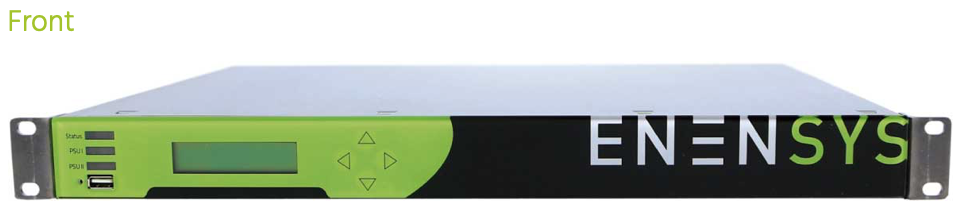 Front
Status
PSU I
PSU II
ENENSYS